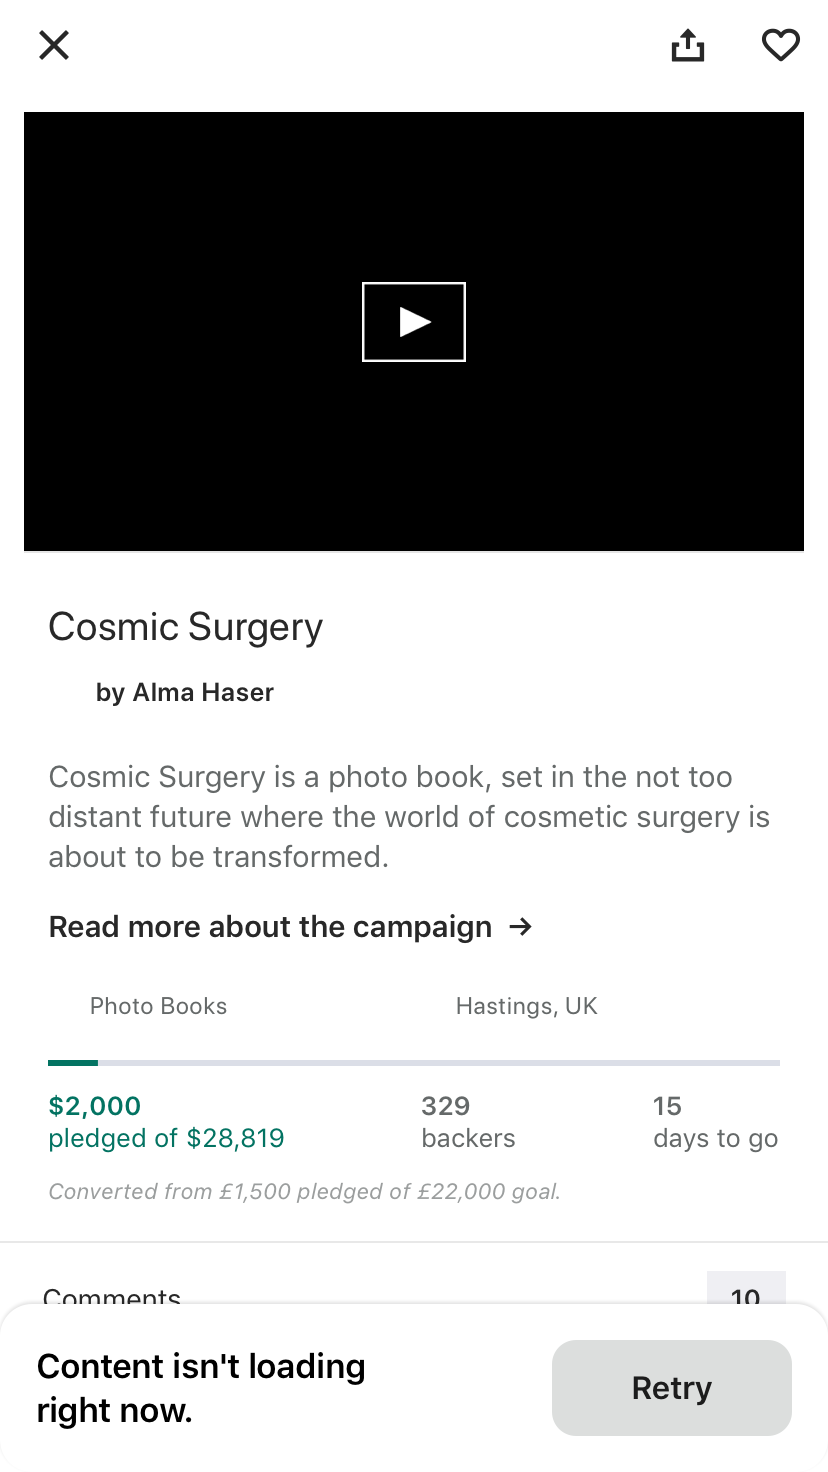 Cosmic Surgery
by Alma Haser
Cosmic Surgery is a photo book, set in the not too
distant future where the world of cosmetic surgery is
about to be transformed.
Read more about the campaign →
Photo Books
Hastings, UK
$2,000
pledged of $28,819
329
backers
15
days to go
Converted from £1,500 pledged of £22,000 goal.
Comments
10
Content isn't loading
right now.
Retry